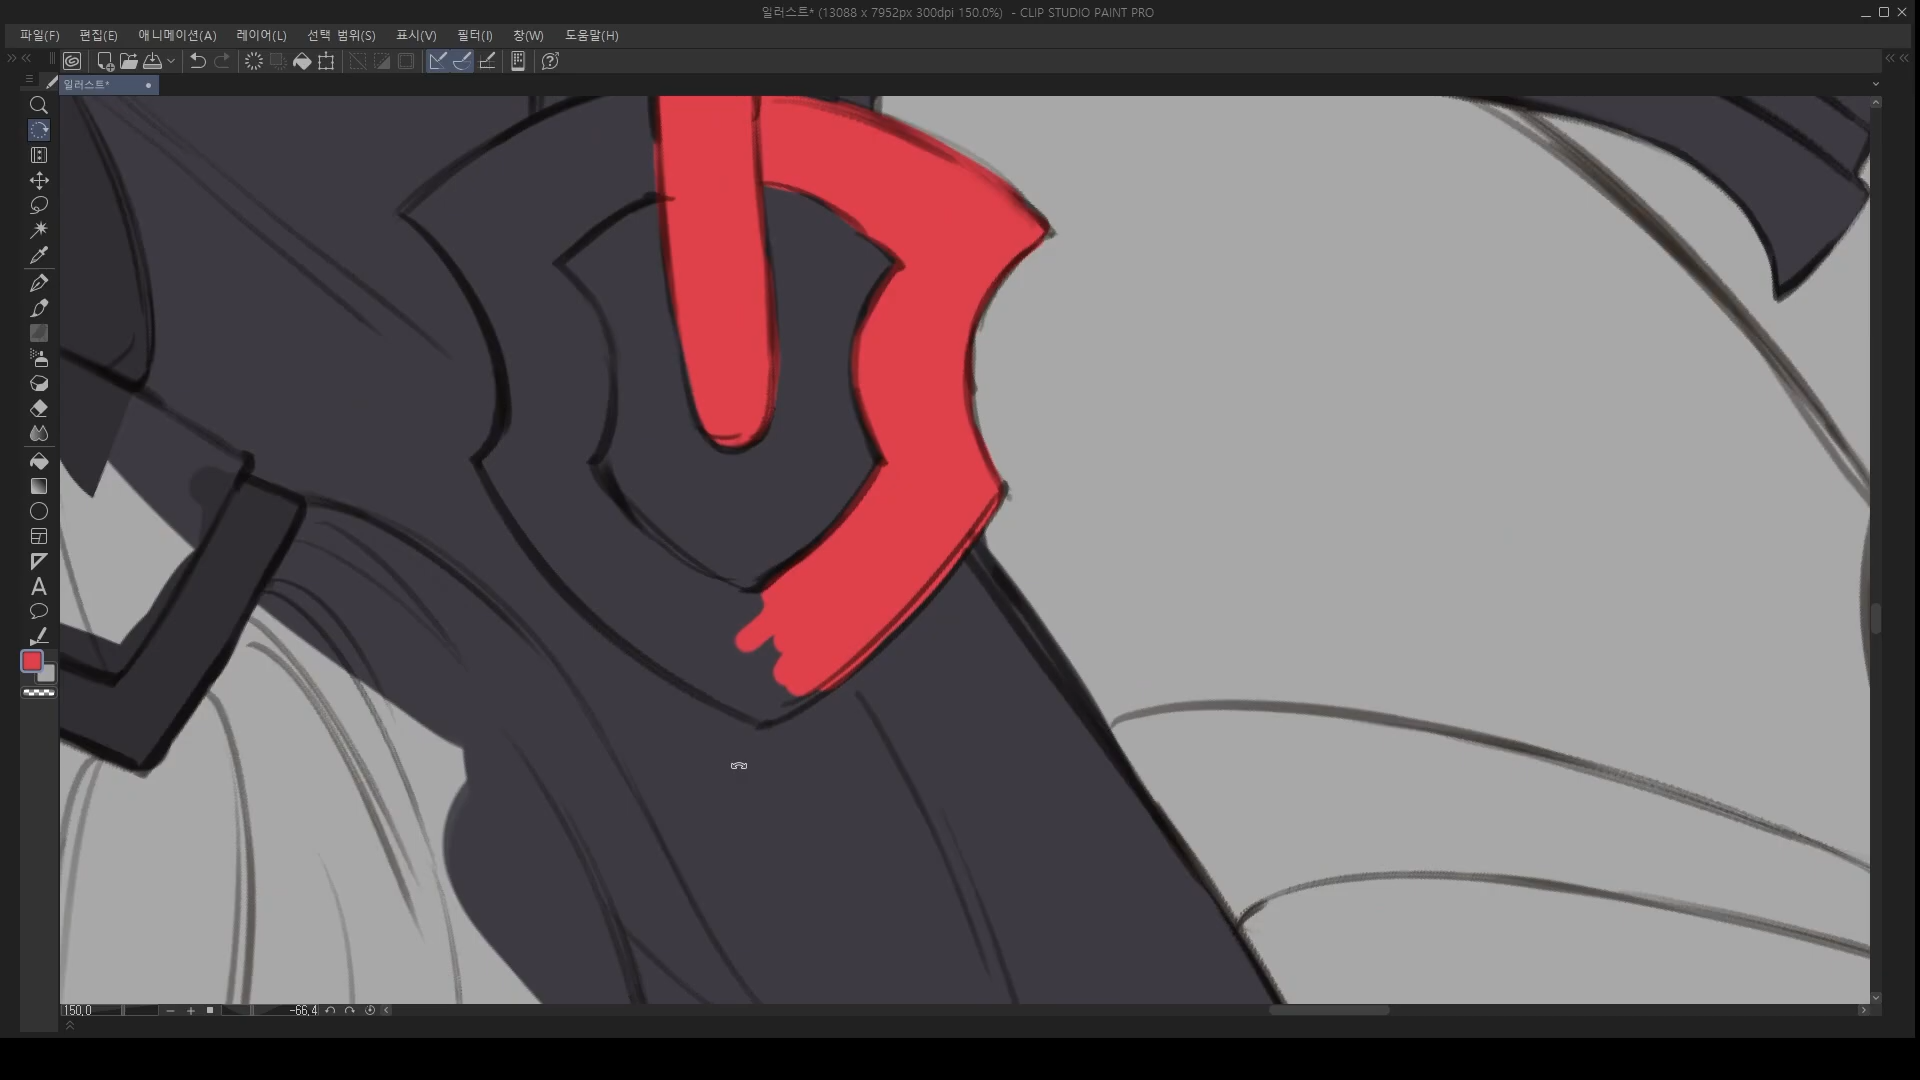 일러스트* (13088 x 7952px 300dpi 150.0%) - CLIP STUDIO PAINT PRO
파일(F) 편집(E) 애니메이션(A) 레이어(L) 선택 범위(S) 표시(V) 필터(I) 창(W) 도움말(H)
일러스트*
150.0
-66.4